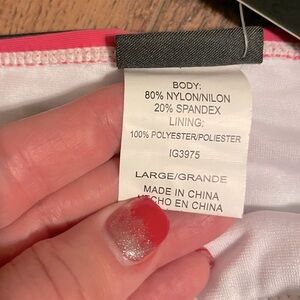 BODY:
80% NYLON/NILON
20% SPANDEX
LINING:
100% POLYESTER/POLIESTER
IG3975
LARGE/GRANDE
MADE IN CHINA
HECHO EN CHINA